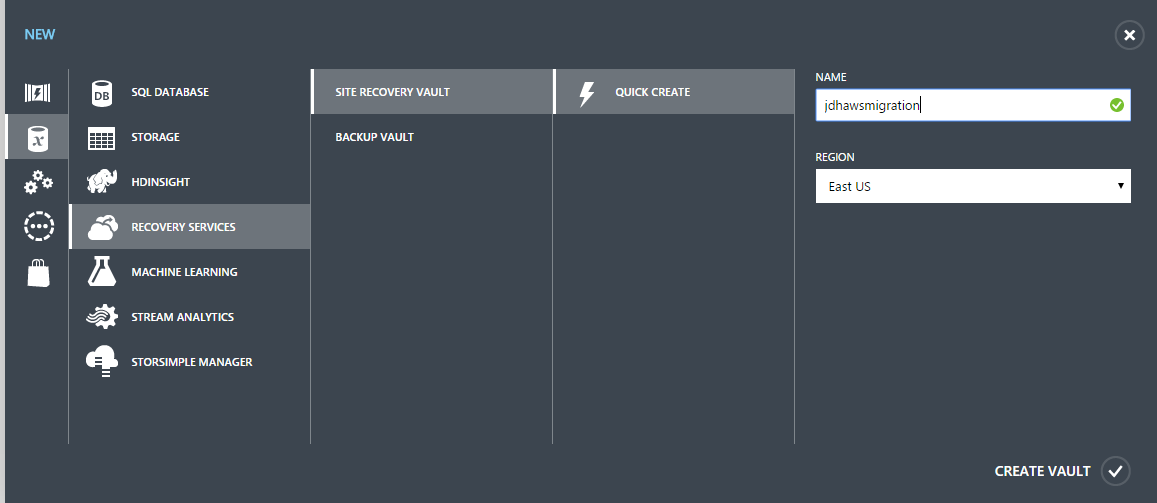 NEW
SQL DATABASE
STORAGE
HDINSIGHT
RECOVERY SERVICES
MACHINE LEARNING
STREAM ANALYTICS
STORSIMPLE MANAGER
SITE RECOVERY VAULT
BACKUP VAULT
QUICK CREATE
NAME
jdhawsmigration
REGION
East US
CREATE VAULT
DB
x